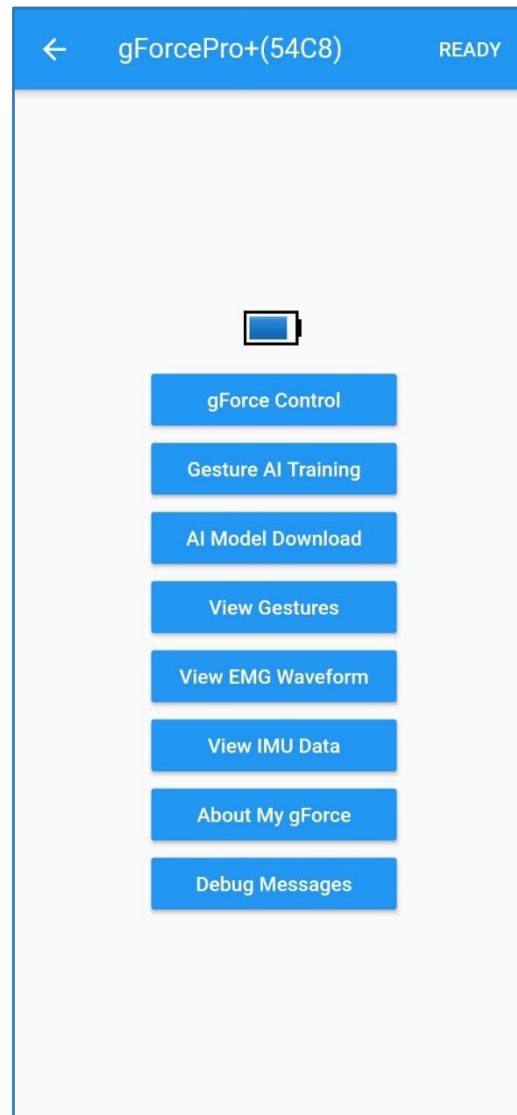 gForcePro+(54C8) READY
gForce Control
Gesture AI Training
AI Model Download
View Gestures
View EMG Waveform
View IMU Data
About My gForce
Debug Messages